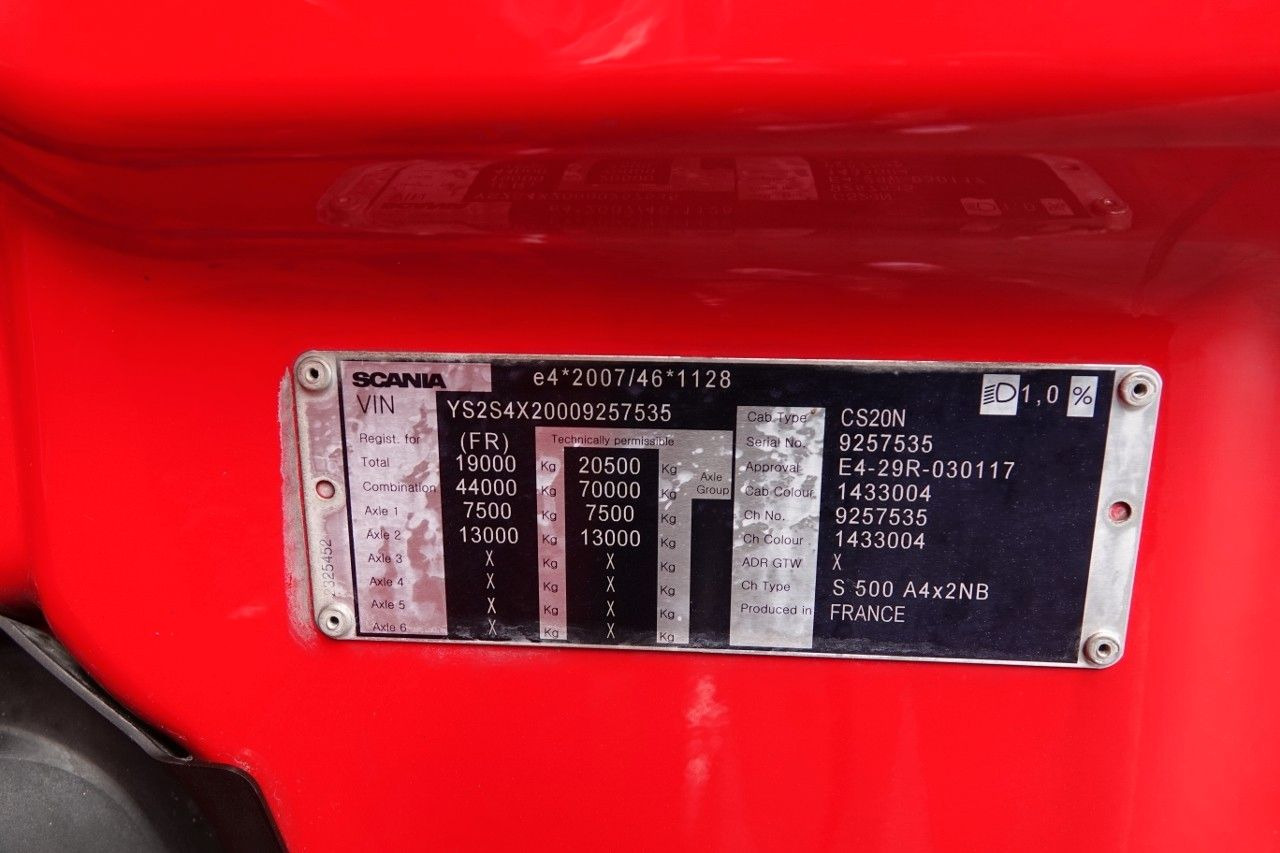 SCANIA e4*2007/46*1128 1,0 %
VIN YS2S4X20009257535 Cab Type CS20N
Regist. for (FR) Technically permissible Serial No. 9257535
Total 19000 Kg 20500 Kg Axle Group Approval E4-29R-030117
Combination 44000 Kg 70000 Kg Cab Colour 1433004
Axle 1 7500 Kg 7500 Kg Ch No. 9257535
Axle 2 13000 Kg 13000 Kg Ch Colour 1433004
Axle 3 X Kg X Kg ADR GTW X
Axle 4 X Kg X Kg Ch Type S 500 A4x2NB
Axle 5 X Kg X Kg Produced in FRANCE
Axle 6 X Kg X Kg